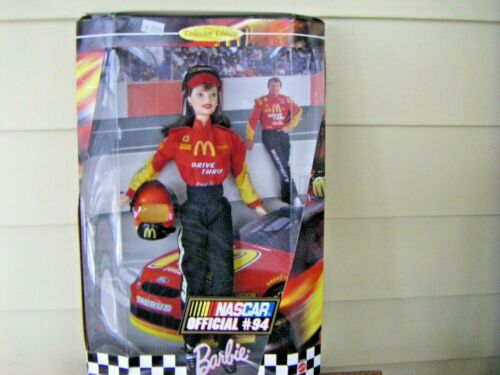 Collector Edition
DRIVE
THRU
TAURUS
NASCAR
OFFICIAL #94
Barbie